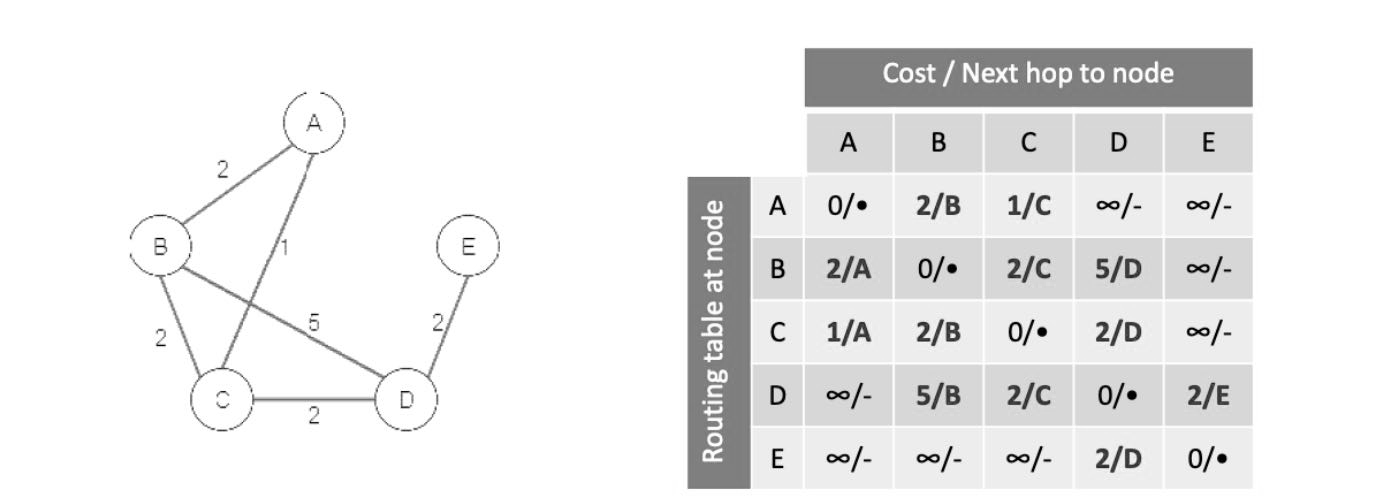 A
2
B
E
1
5
2
2
C
D
2
Cost / Next hop to node
A B C D E
Routing table at node
A 0/• 2/B 1/C ∞/- ∞/-
B 2/A 0/• 2/C 5/D ∞/-
C 1/A 2/B 0/• 2/D ∞/-
D ∞/- 5/B 2/C 0/• 2/E
E ∞/- ∞/- ∞/- 2/D 0/•